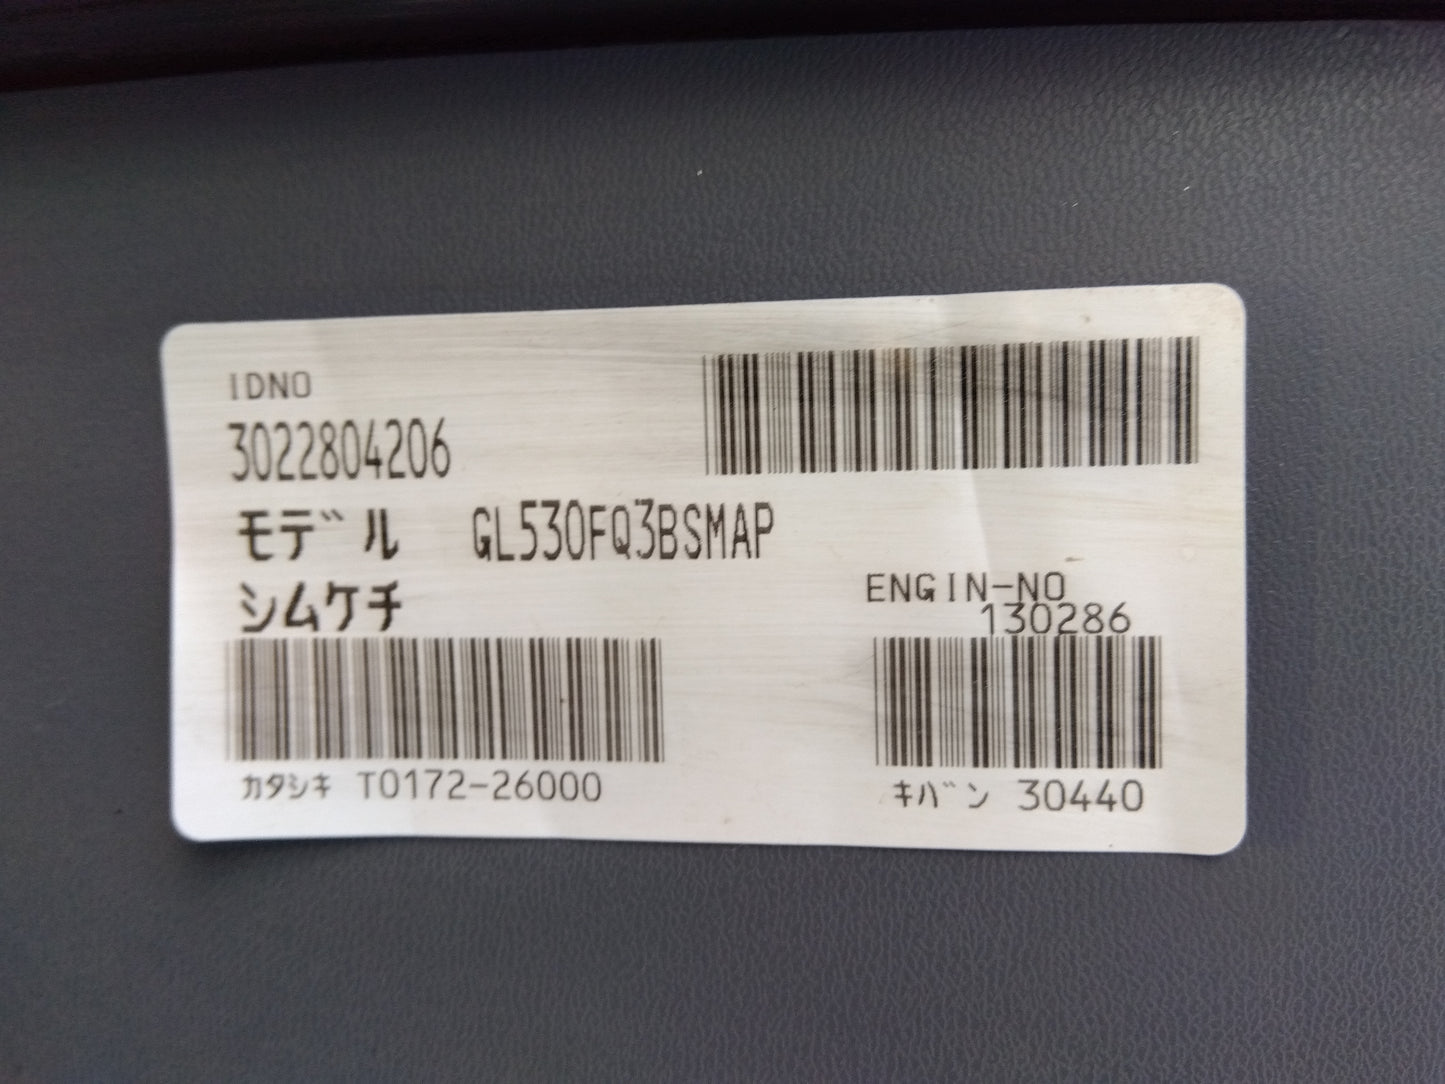 IDNO
3022804206
モデル GL530FQ3BSMAP
シムケチ
ENGIN-NO
130286
カタシキ T0172-26000
キバン 30440